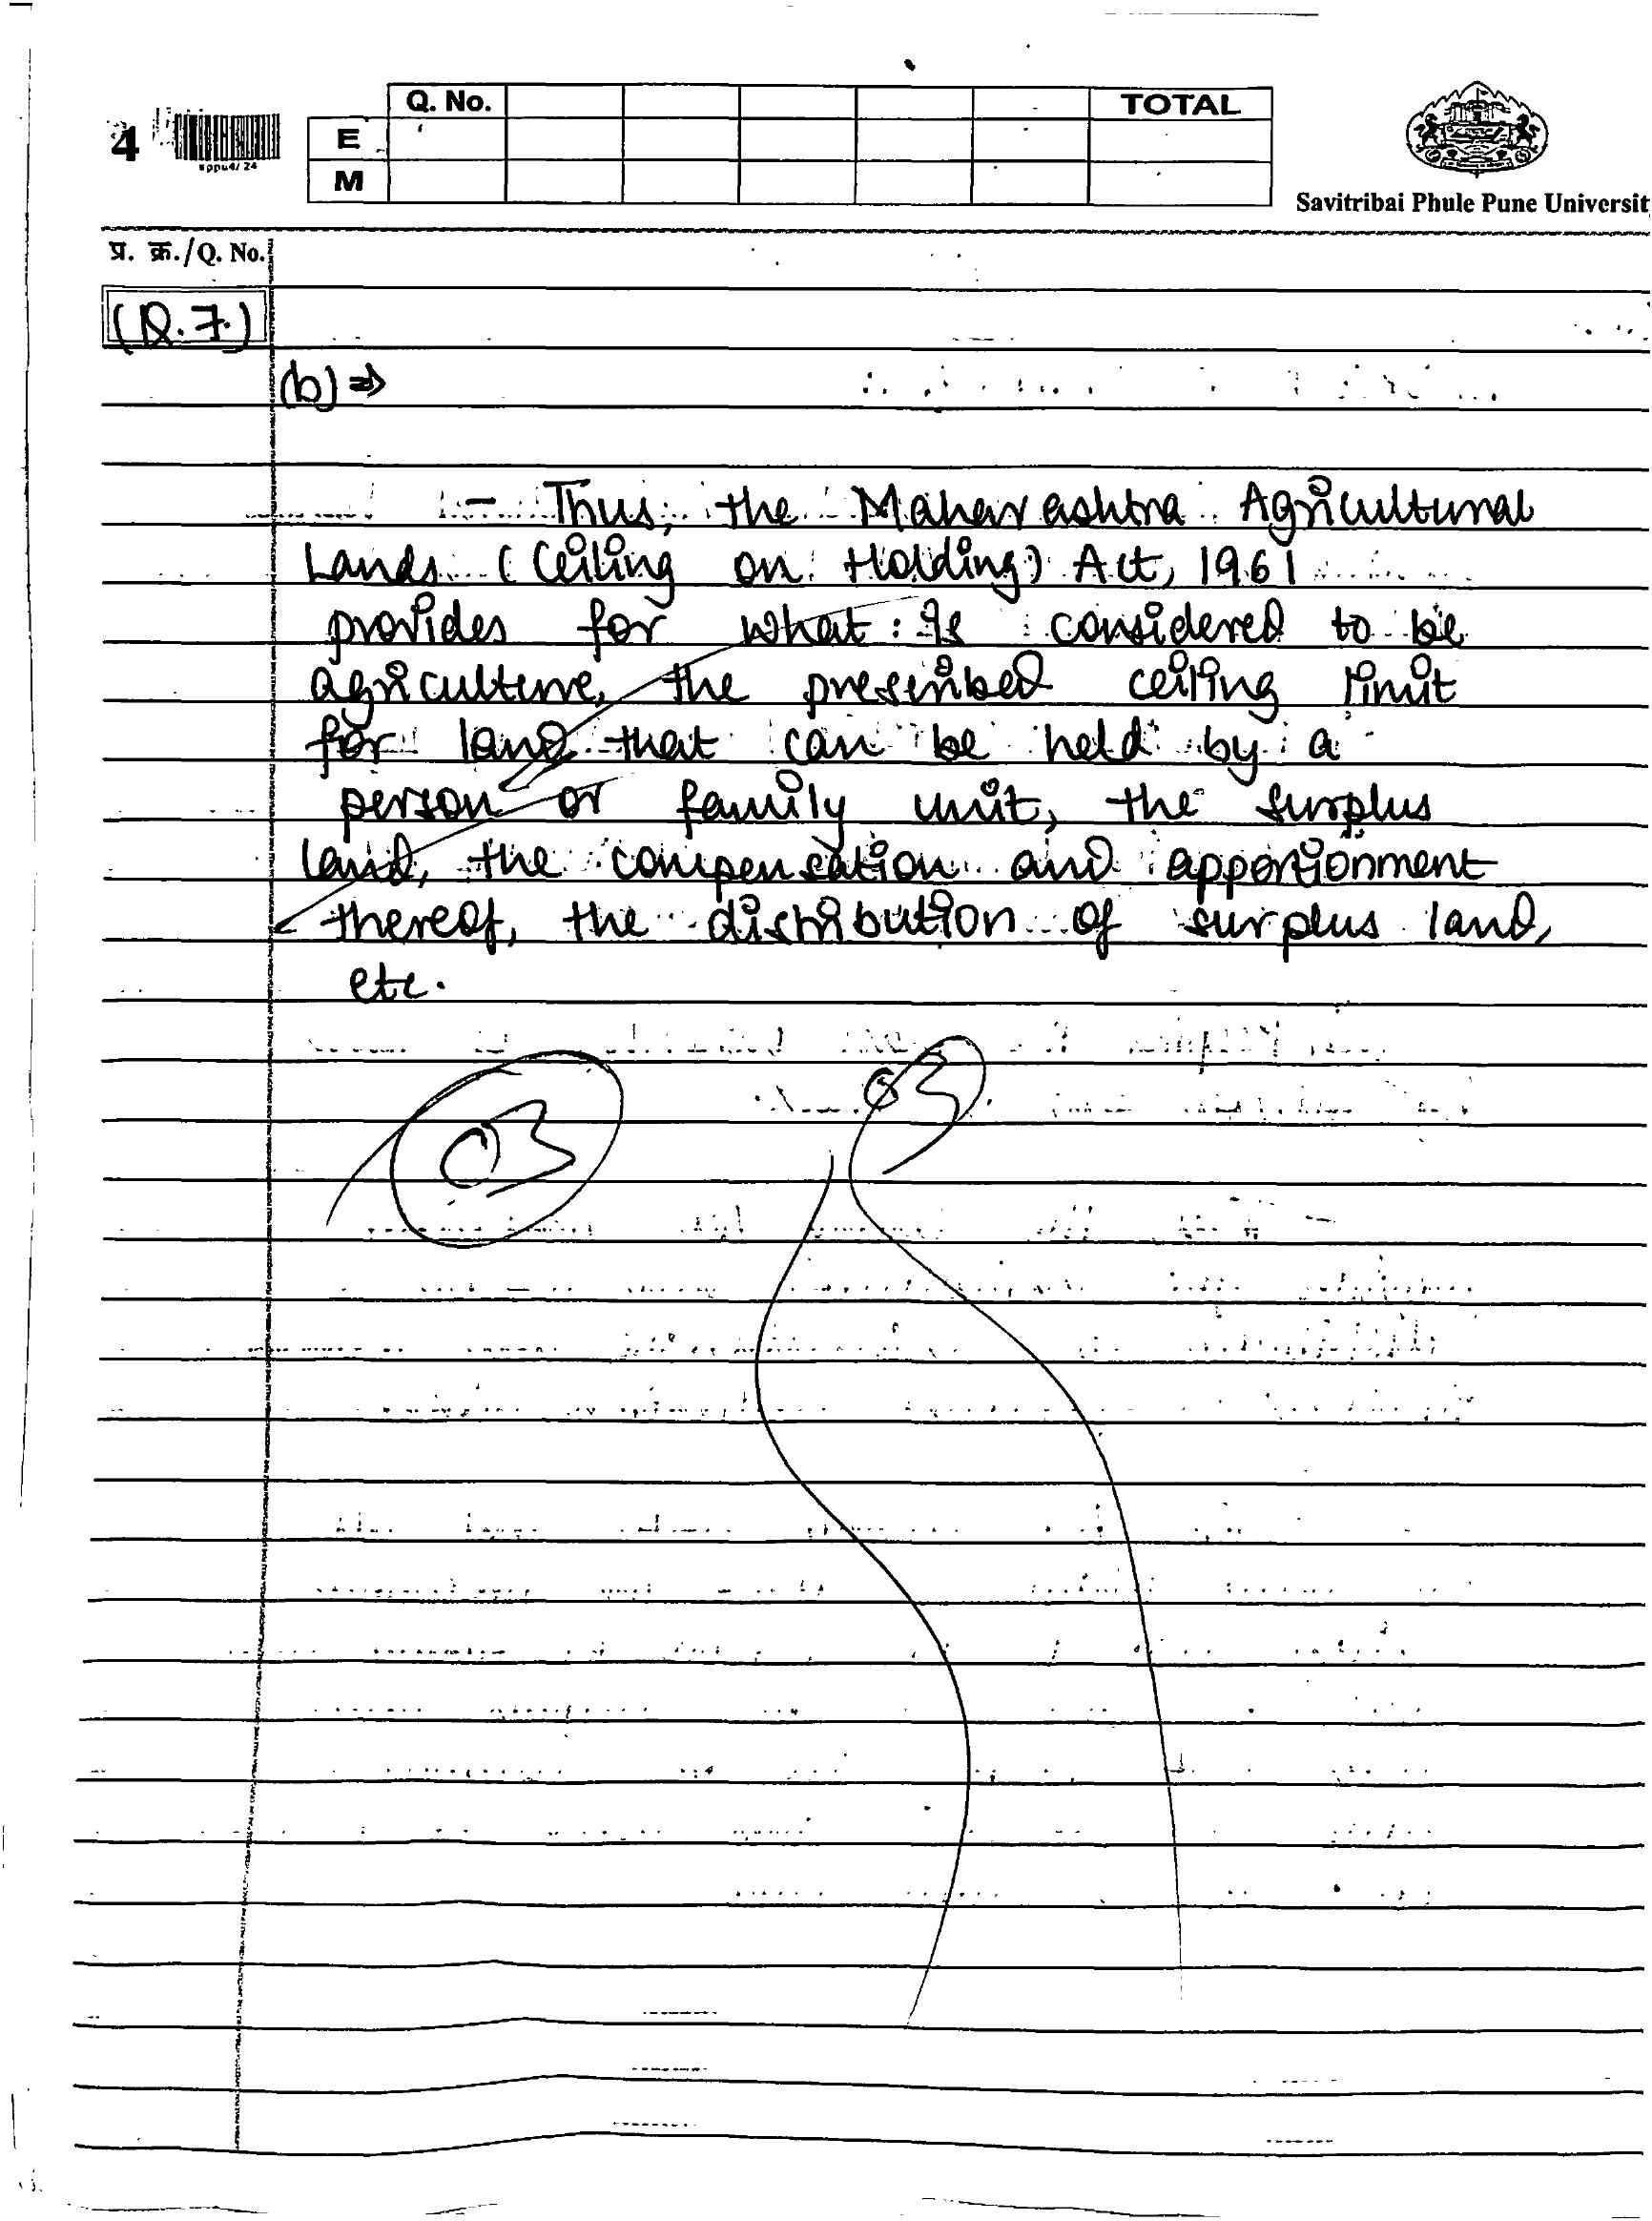 4
sppu4/ 24
Q. No.
TOTAL
E
M
Savitribai Phule Pune Universit
प्र. क्र./Q. No.
(Q.7.)
(b) ⇒
- Thus, the Maharashtra Agricultural
Lands (Ceiling on Holding) Act, 1961
provides for what is considered to be
agriculture, the prescribed ceiling limit
for land that can be held by a
person or family unit, the surplus
land, the compensation and apportionment
thereof, the distribution of surplus land,
etc.
03 03